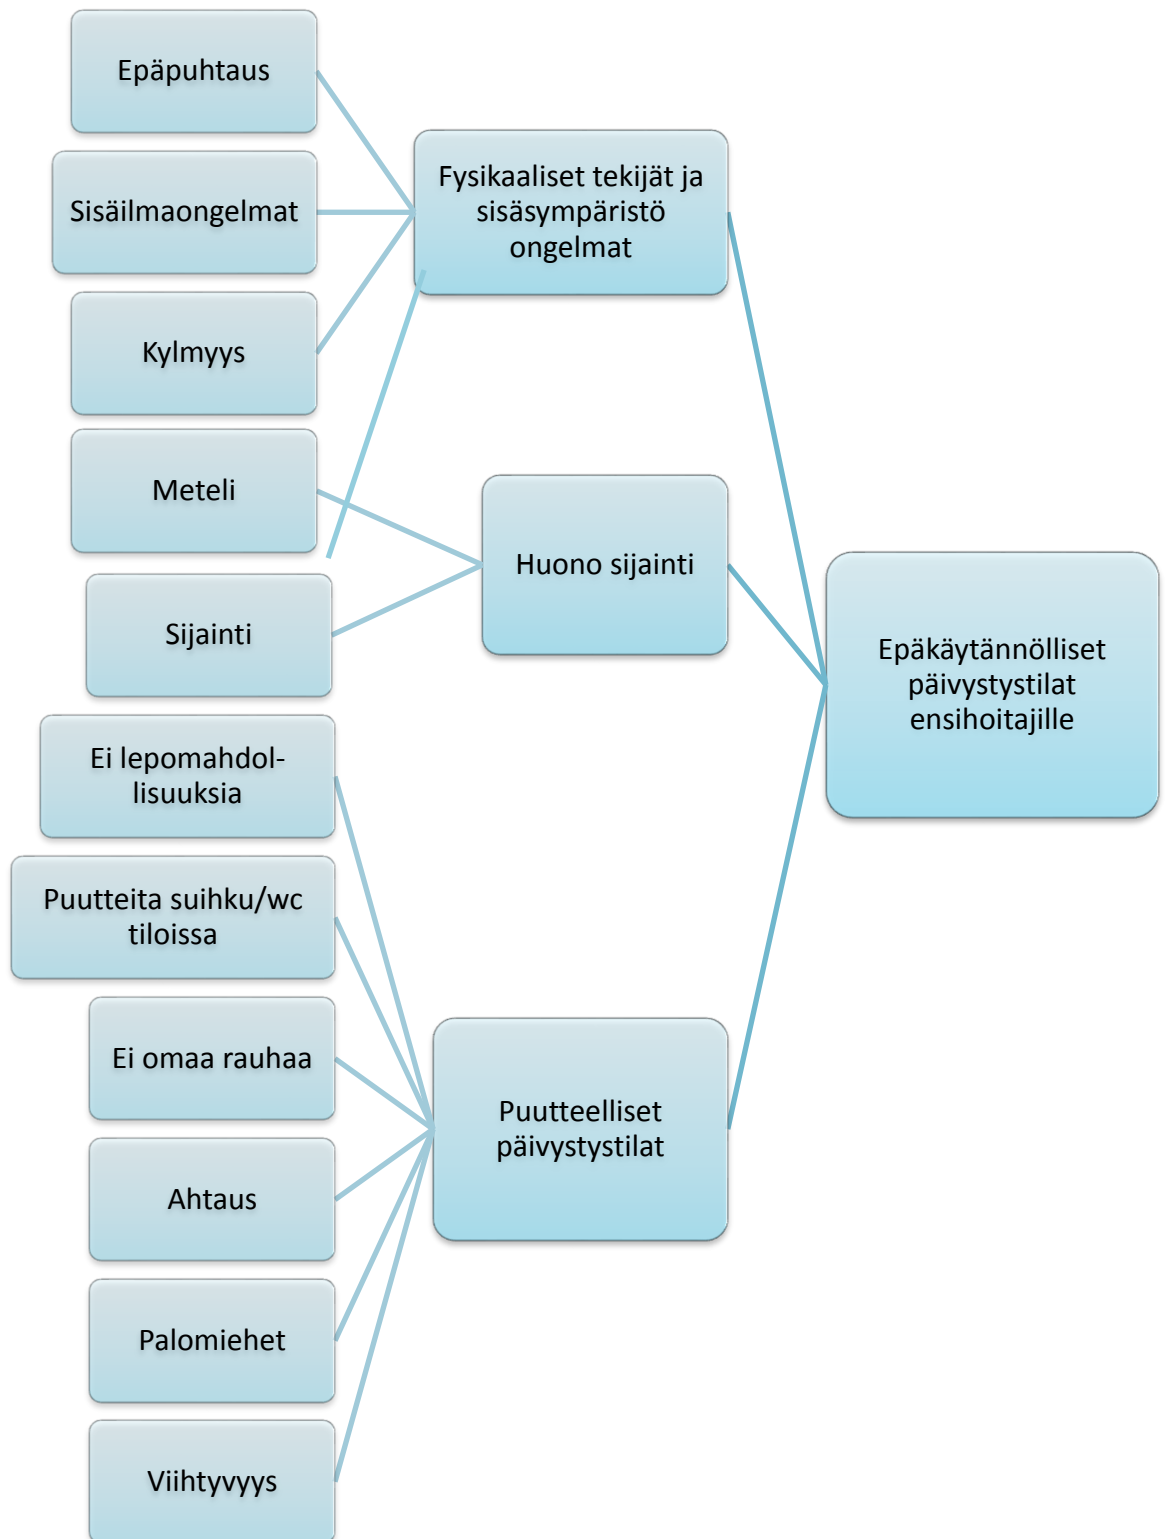 Epäpuhtaus
Sisäilmaongelmat
Kylmyys
Meteli
Sijainti
Ei lepomahdol-
lisuuksia
Puutteita suihku/wc
tiloissa
Ei omaa rauhaa
Ahtaus
Palomiehet
Viihtyvyys
Fysikaaliset tekijät ja
sisäsympäristö
ongelmat
Huono sijainti
Puutteelliset
päivystystilat
Epäkäytännölliset
päivystystilat
ensihoitajille